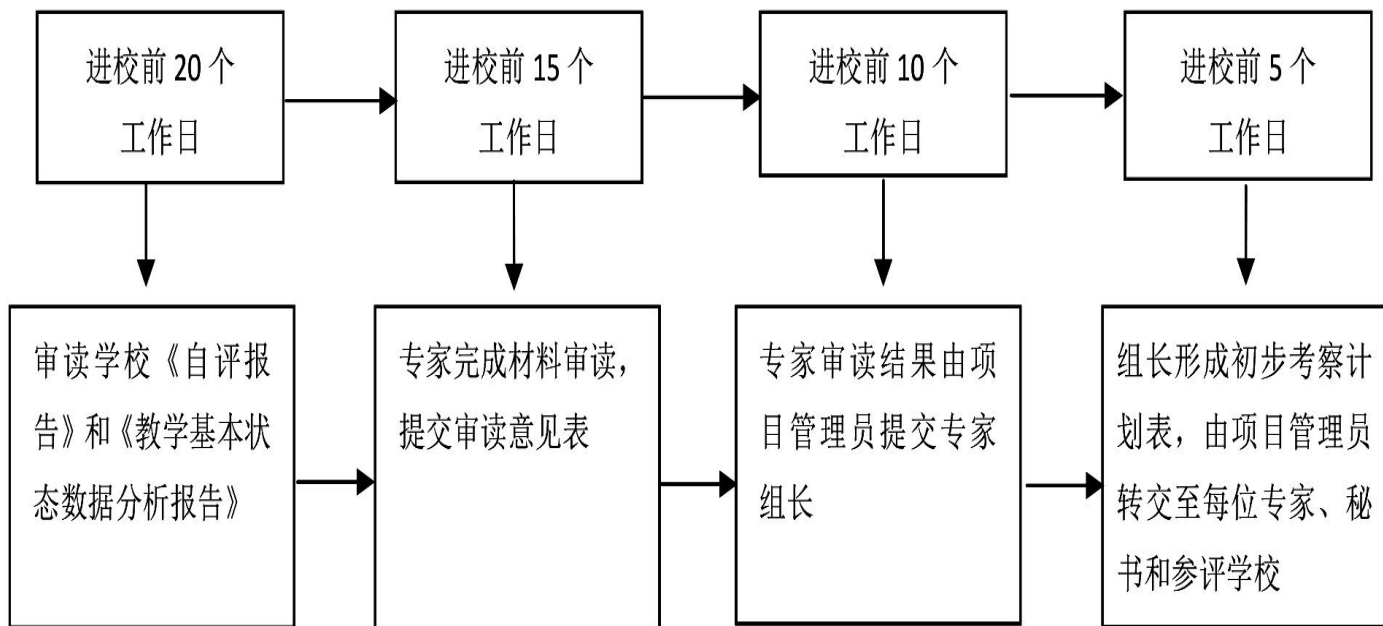 进校前 20 个
工作日
进校前 15 个
工作日
进校前 10 个
工作日
进校前 5 个
工作日
审读学校《自评报
告》和《教学基本状
态数据分析报告》
专家完成材料审读，
提交审读意见表
专家审读结果由项
目管理员提交专家
组长
组长形成初步考察计
划表，由项目管理员
转交至每位专家、秘
书和参评学校